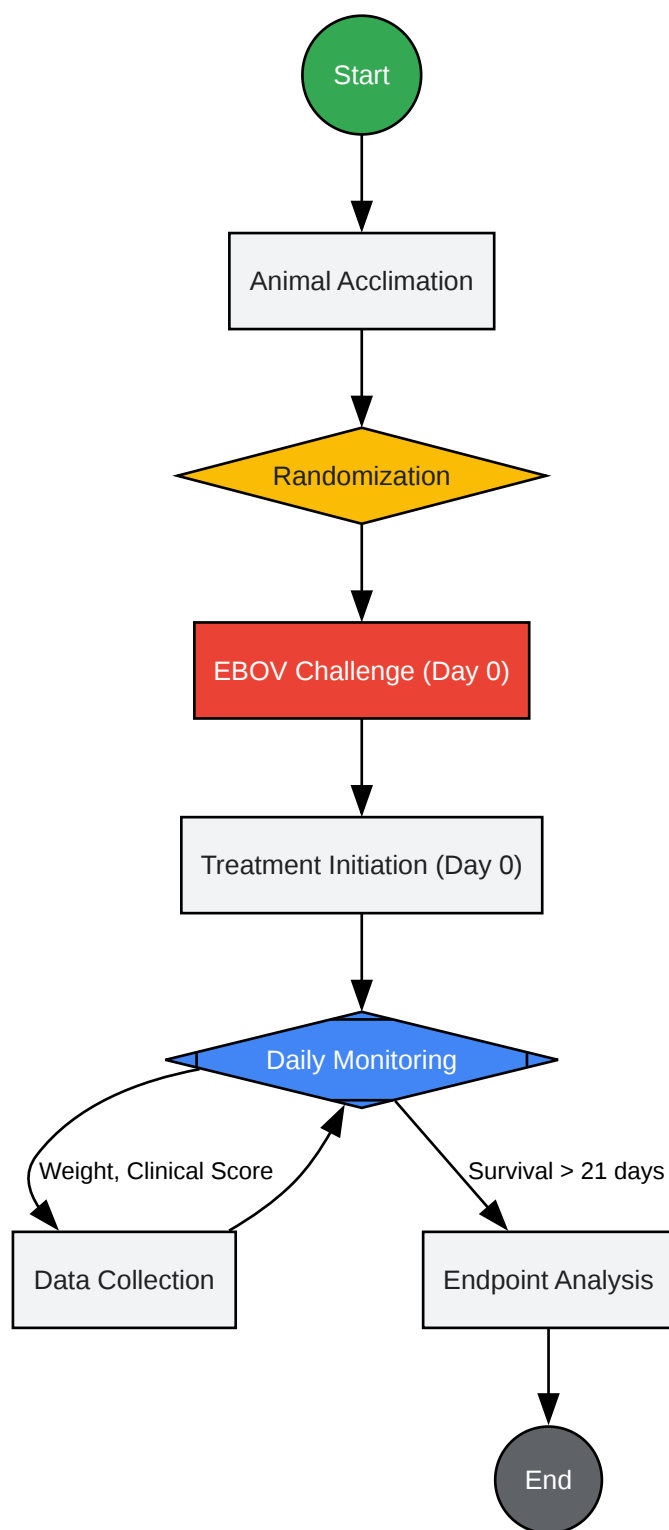 Start
Animal Acclimation
Randomization
EBOV Challenge (Day 0)
Treatment Initiation (Day 0)
Daily Monitoring
Weight, Clinical Score
Survival > 21 days
Data Collection
Endpoint Analysis
End